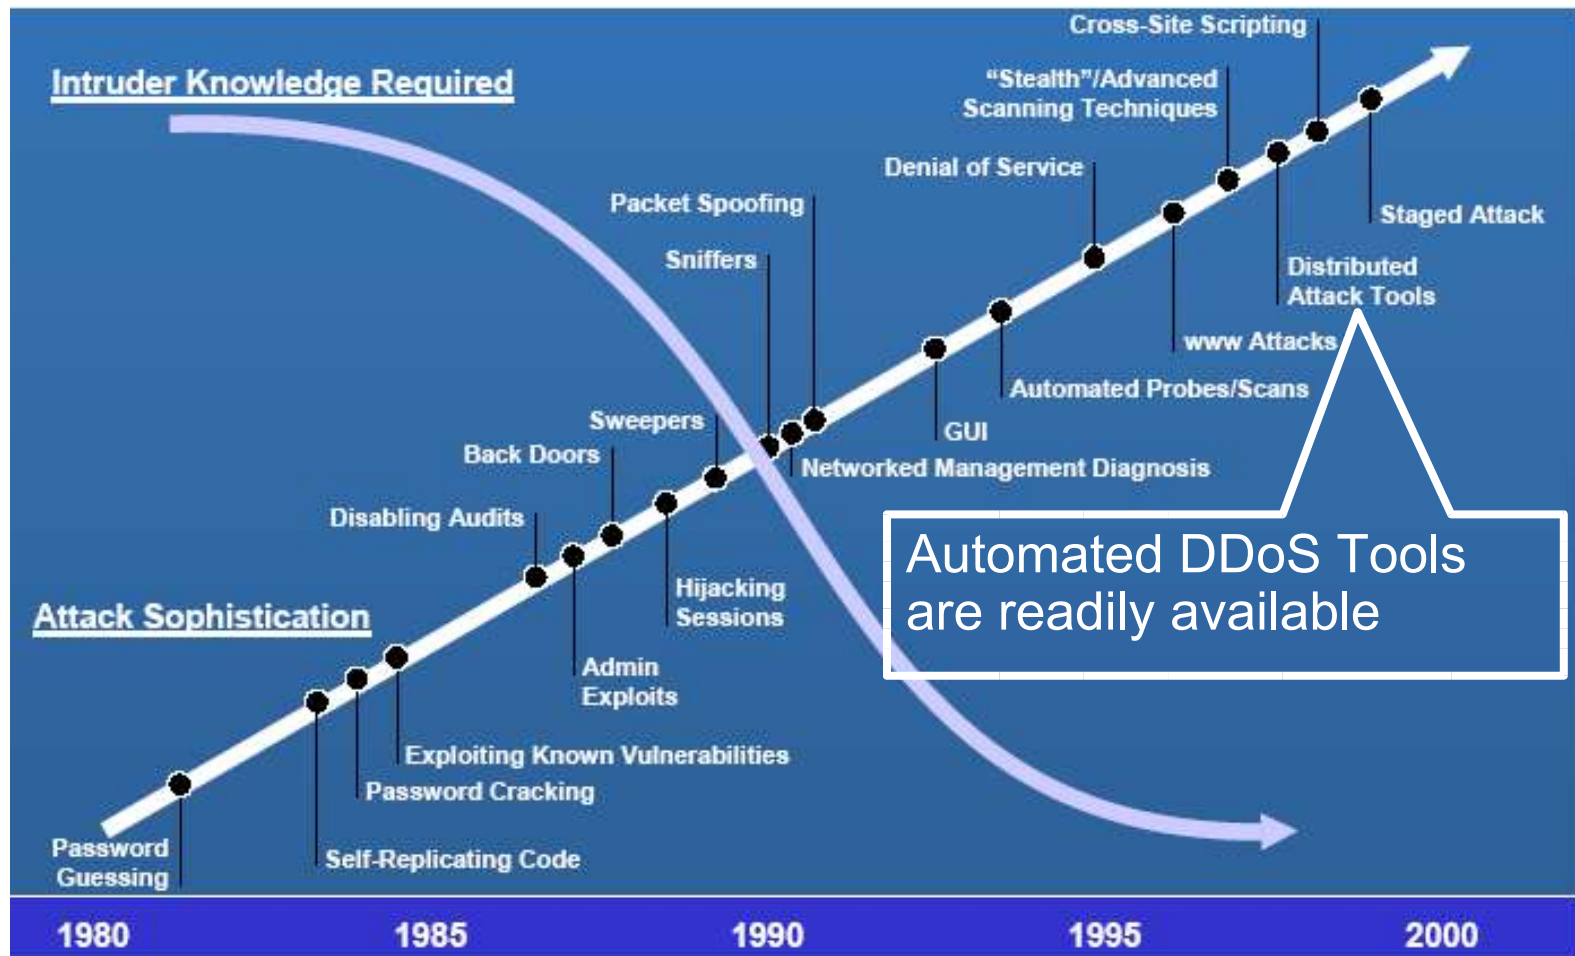 Cross-Site Scripting
Intruder Knowledge Required
“Stealth”/Advanced
Scanning Techniques
Denial of Service
Packet Spoofing
Staged Attack
Sniffers
Distributed
Attack Tools
www Attacks
Automated Probes/Scans
Sweepers
GUI
Back Doors
Networked Management Diagnosis
Disabling Audits
Automated DDoS Tools
are readily available
Hijacking
Sessions
Attack Sophistication
Admin
Exploits
Exploiting Known Vulnerabilities
Password Cracking
Password
Guessing
Self-Replicating Code
1980
1985
1990
1995
2000